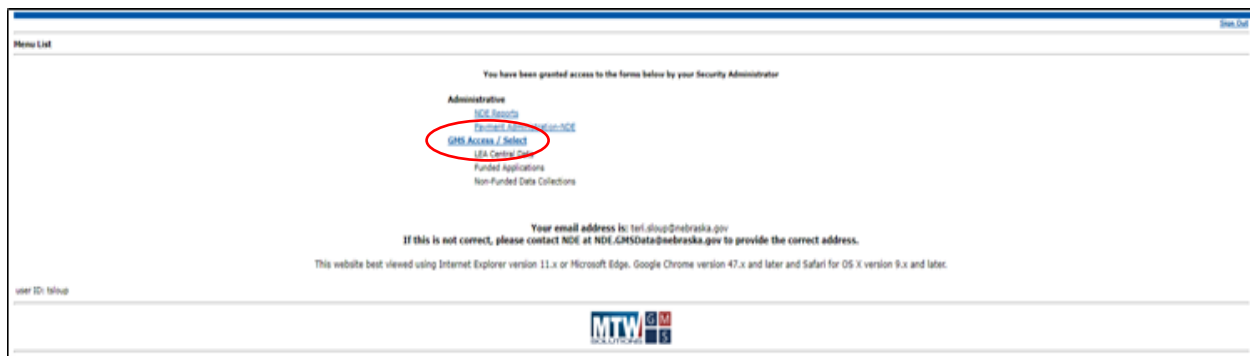 Sign Out
Menu List
You have been granted access to the forms below by your Security Administrator
Administrative
NDE Reports
Payment Administration-NDE
GMS Access / Select
LEA Central Data
Funded Applications
Non-Funded Data Collections
Your email address is: teri.sloup@nebraska.gov
If this is not correct, please contact NDE at NDE.GMSData@nebraska.gov to provide the correct address.
This website best viewed using Internet Explorer version 11.x or Microsoft Edge. Google Chrome version 47.x and later and Safari for OS X version 9.x and later.
user ID: tsloup
MTW GM
SOLUTIONS S